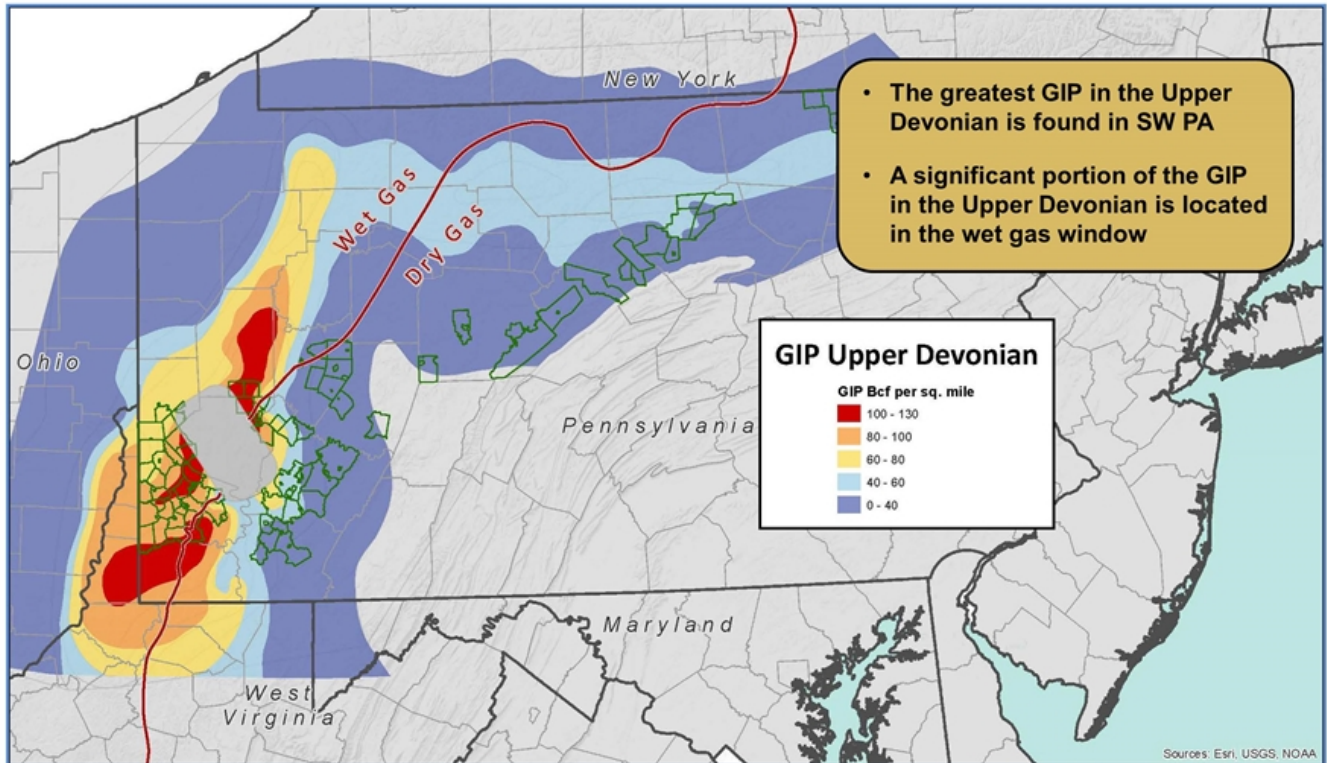 New York
• The greatest GIP in the Upper
Devonian is found in SW PA
• A significant portion of the GIP
in the Upper Devonian is located
in the wet gas window
Wet Gas
Dry Gas
Ohio
GIP Upper Devonian
GIP Bcf per sq. mile
100 - 130
80 - 100
60 - 80
40 - 60
0 - 40
Pennsylvania
Maryland
West
Virginia
Sources: Esri, USGS, NOAA